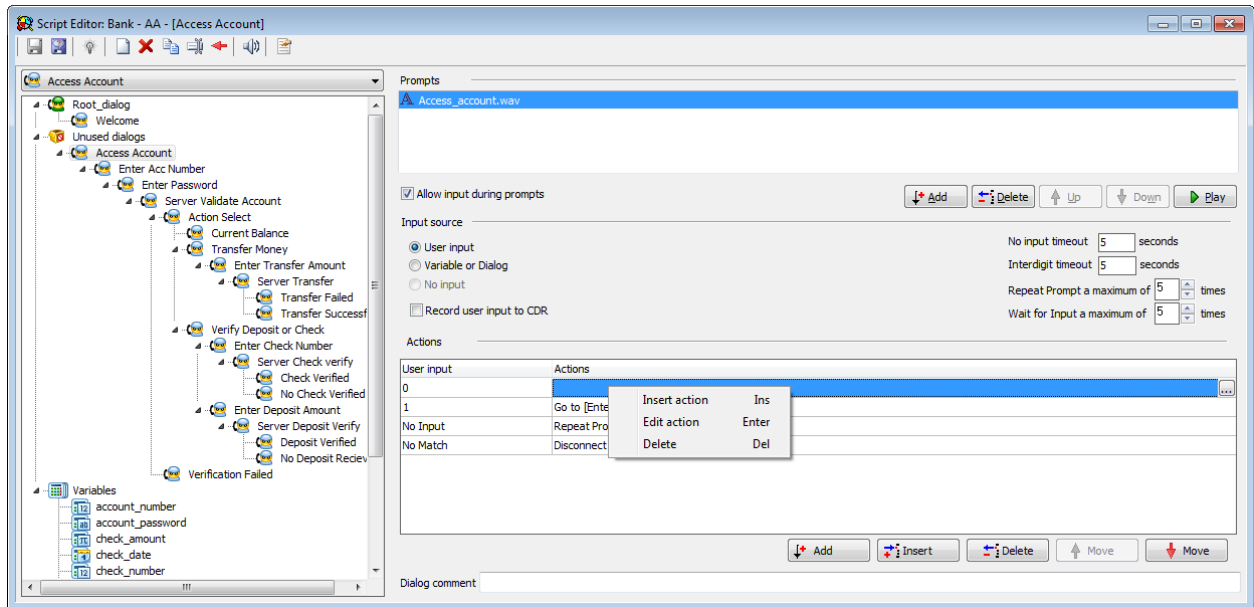 Script Editor: Bank - AA - [Access Account]
Access Account
Root_dialog
Welcome
Unused dialogs
Access Account
Enter Acc Number
Enter Password
Server Validate Account
Action Select
Current Balance
Transfer Money
Enter Transfer Amount
Server Transfer
Transfer Failed
Transfer Successf
Verify Deposit or Check
Enter Check Number
Server Check verify
Check Verified
No Check Verified
Enter Deposit Amount
Server Deposit Verify
Deposit Verified
No Deposit Reciev
Verification Failed
Variables
account_number
account_password
check_amount
check_date
check_number
Prompts
Access_account.wav
Allow input during prompts
Add Delete Up Down Play
Input source
User input
Variable or Dialog
No input
Record user input to CDR
No input timeout 5 seconds
Interdigit timeout 5 seconds
Repeat Prompt a maximum of 5 times
Wait for Input a maximum of 5 times
Actions
User input Actions
0 ...
1 Go to [Ente
No Input Repeat Pro
No Match Disconnect
Insert action Ins
Edit action Enter
Delete Del
Add Insert Delete Move Move
Dialog comment